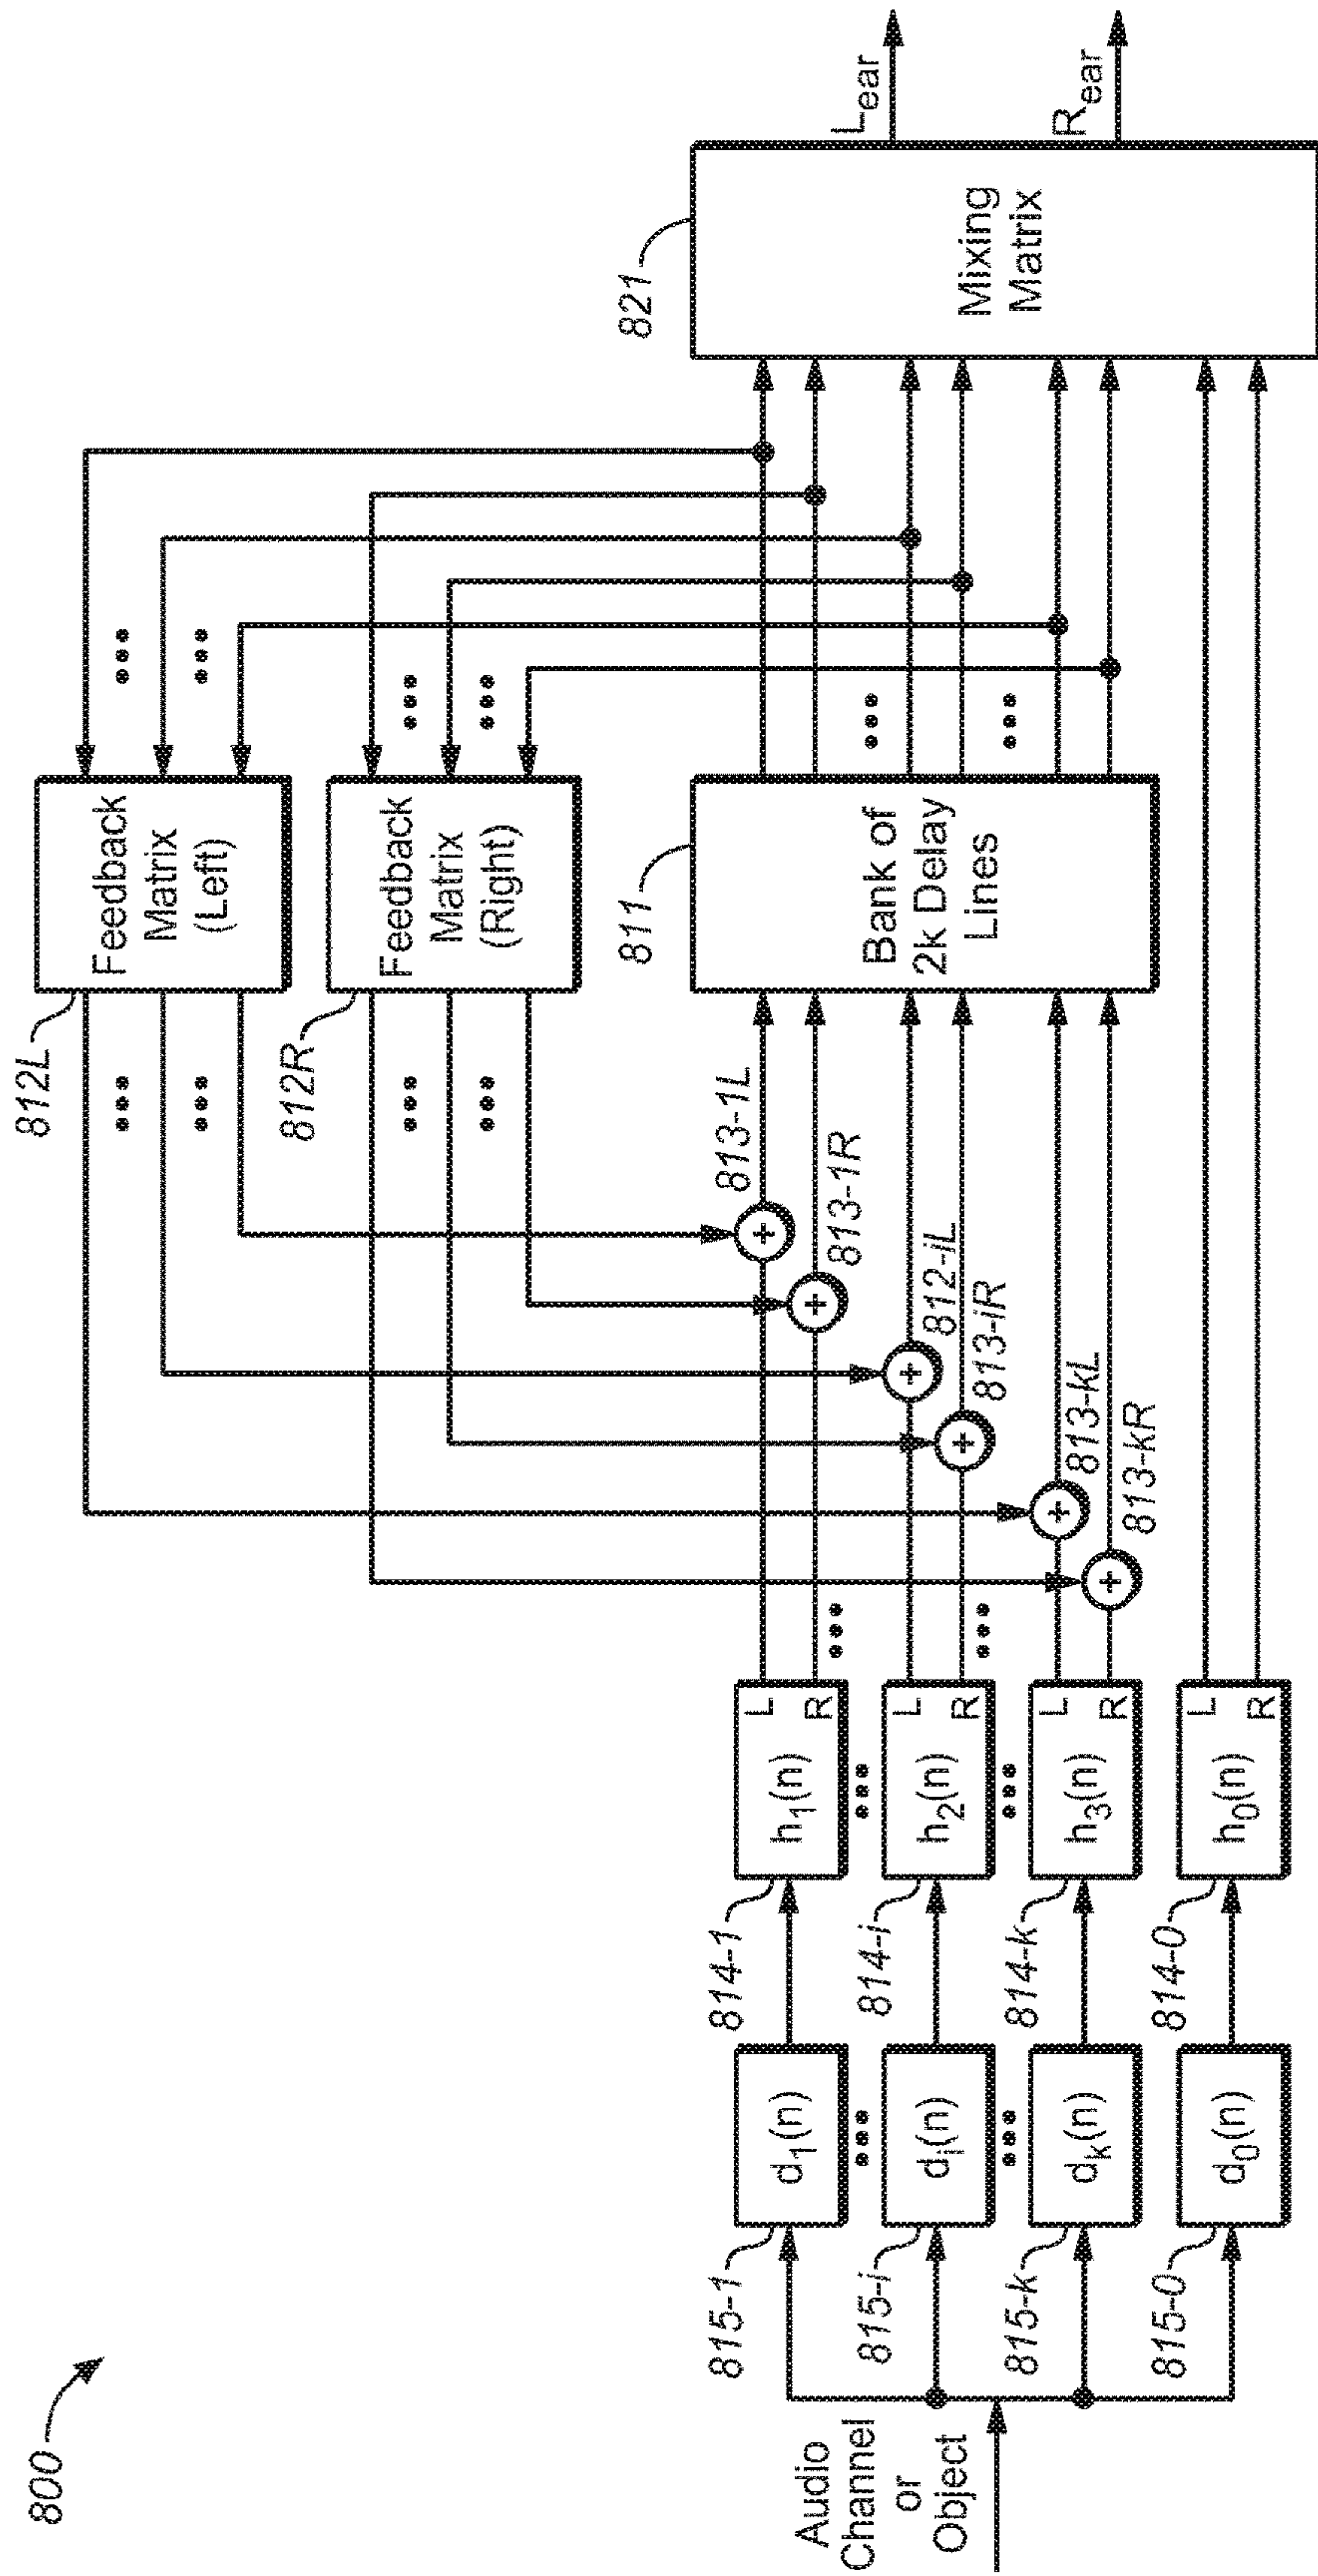 800
812L
Feedback
Matrix
(Left)
812R
Feedback
Matrix
(Right)
811
Bank of
2k Delay
Lines
821
Mixing
Matrix
L_ear
R_ear
813-1L
813-1R
812-iL
813-iR
813-kL
813-kR
Audio
Channel
or
Object
815-1
d₁(n)
814-1
h₁(n)
L
R
815-i
dᵢ(n)
814-i
h₂(n)
L
R
815-k
dₖ(n)
814-k
h₃(n)
L
R
815-0
d₀(n)
814-0
h₀(n)
L
R